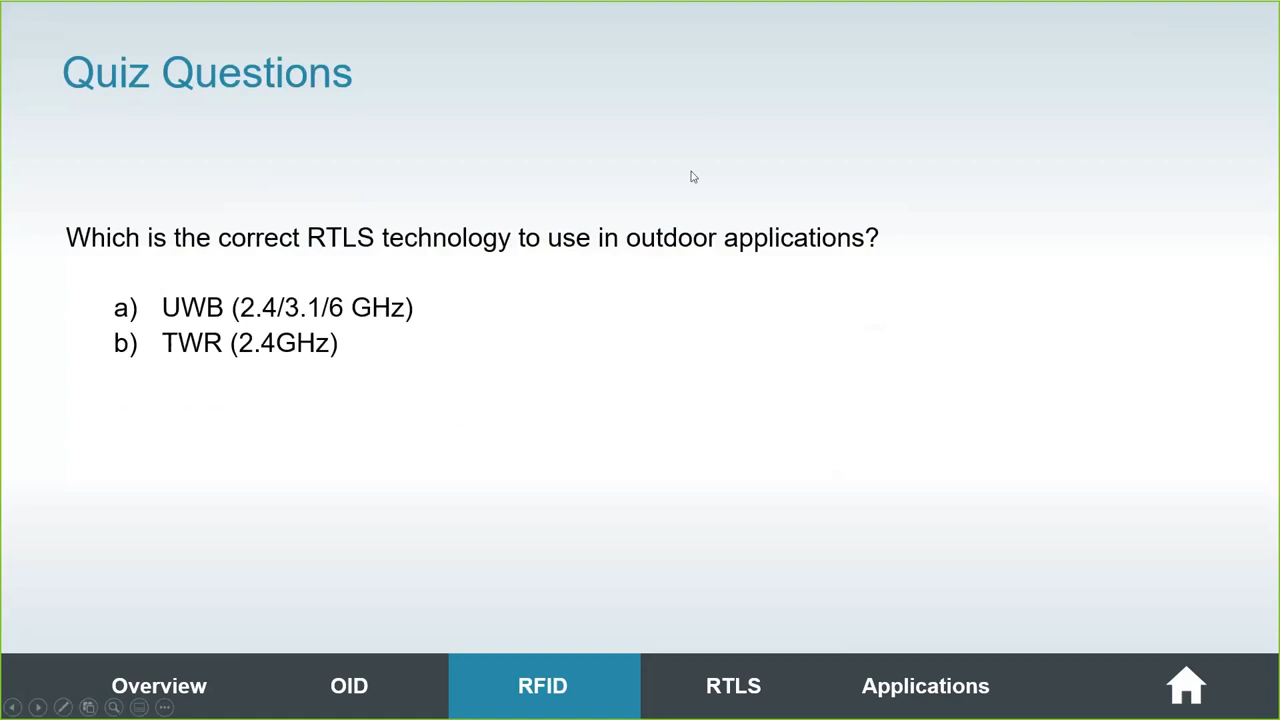 Quiz Questions
Which is the correct RTLS technology to use in outdoor applications?
a) UWB (2.4/3.1/6 GHz)
b) TWR (2.4GHz)
Overview OID RFID RTLS Applications